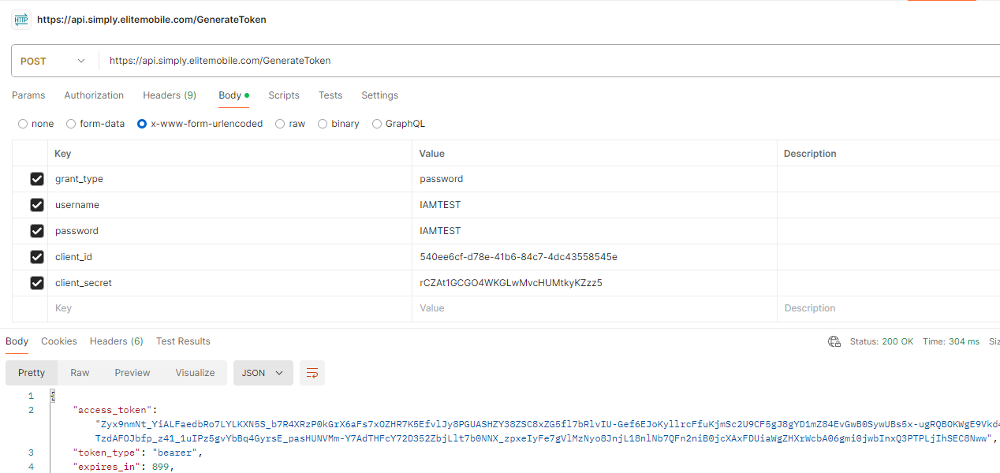 HTTP https://api.simply.elitemobile.com/GenerateToken
POST https://api.simply.elitemobile.com/GenerateToken
Params Authorization Headers (9) Body Scripts Tests Settings
none form-data x-www-form-urlencoded raw binary GraphQL
Key Value Description
grant_type password
username IAMTEST
password IAMTEST
client_id 540ee6cf-d78e-41b6-84c7-4dc43558545e
client_secret rCZAt1GCGO4WKGLwMvcHUMtkyKZzz5
Key Value Description
Body Cookies Headers (6) Test Results Status: 200 OK Time: 304 ms Siz
Pretty Raw Preview Visualize JSON
1 {
2 "access_token":
"Zyx9nmNt_YiALFaedbRo7LYLKXN5S_b7R4XRzP0kGrX6aFs7xOZHR7K5EfvlJy8PGUASHZY38ZSC8xZG5fl7bRlvIU-Gef6EJoKyllrcFfuKjmSc2U9CF5gJ8gYD1mZ84EvGwB0SywUBs5x-ugRQBOKWgE9Vkd4
TzdAFOJbfp_z41_1uIPz5gvYbBq4GyrsE_pasHUNVMm-Y7AdTHFcY72D352ZbjLlt7b0NNX_zpxeIyFe7gVlMzNyo8JnjL18nlNb7QFn2niB0jcXAxFDUiaWgZHXrWcbA06gmi0jwbInxQ3PTPLjIhSEC8Nww",
3 "token_type": "bearer",
4 "expires_in": 899,